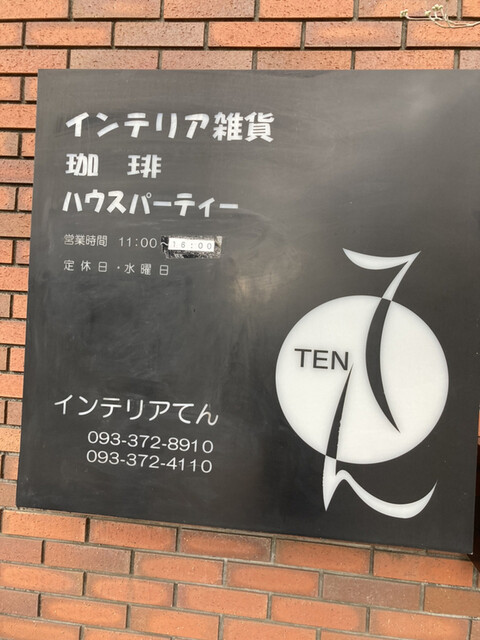 インテリア雑貨
珈琲
ハウスパーティー
営業時間 11:00~16:00
定休日・水曜日
TEN
てん
インテリアてん
093-372-8910
093-372-4110